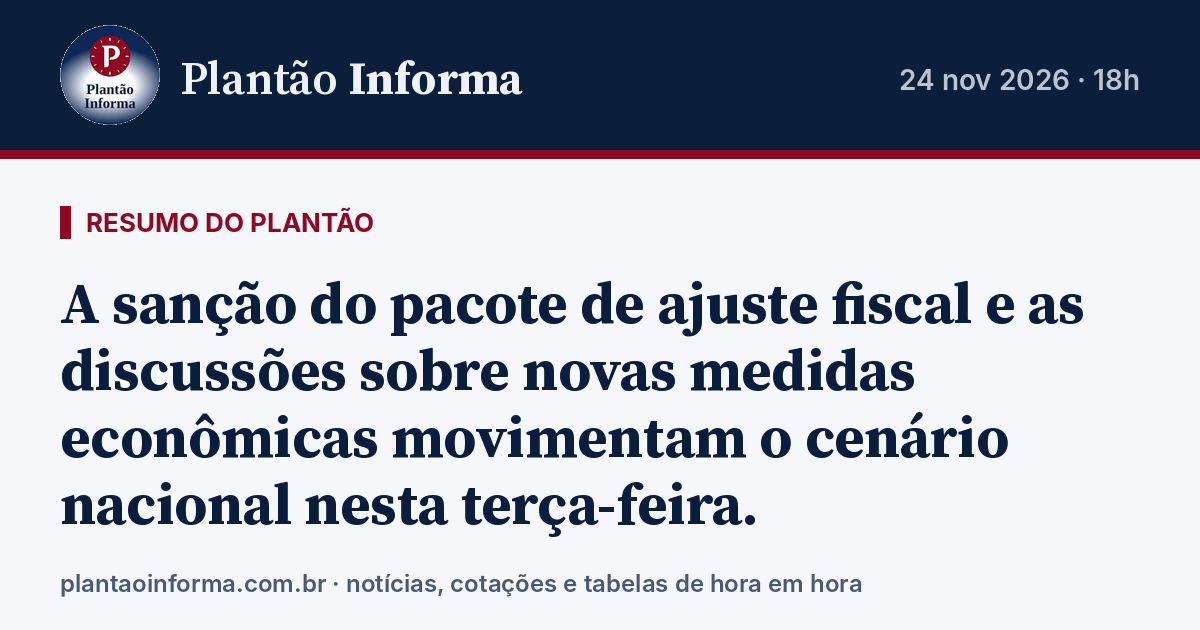 P
Plantão
Informa
Plantão Informa
24 nov 2026 · 18h
RESUMO DO PLANTÃO
A sanção do pacote de ajuste fiscal e as
discussões sobre novas medidas
econômicas movimentam o cenário
nacional nesta terça-feira.
plantaoinforma.com.br · notícias, cotações e tabelas de hora em hora